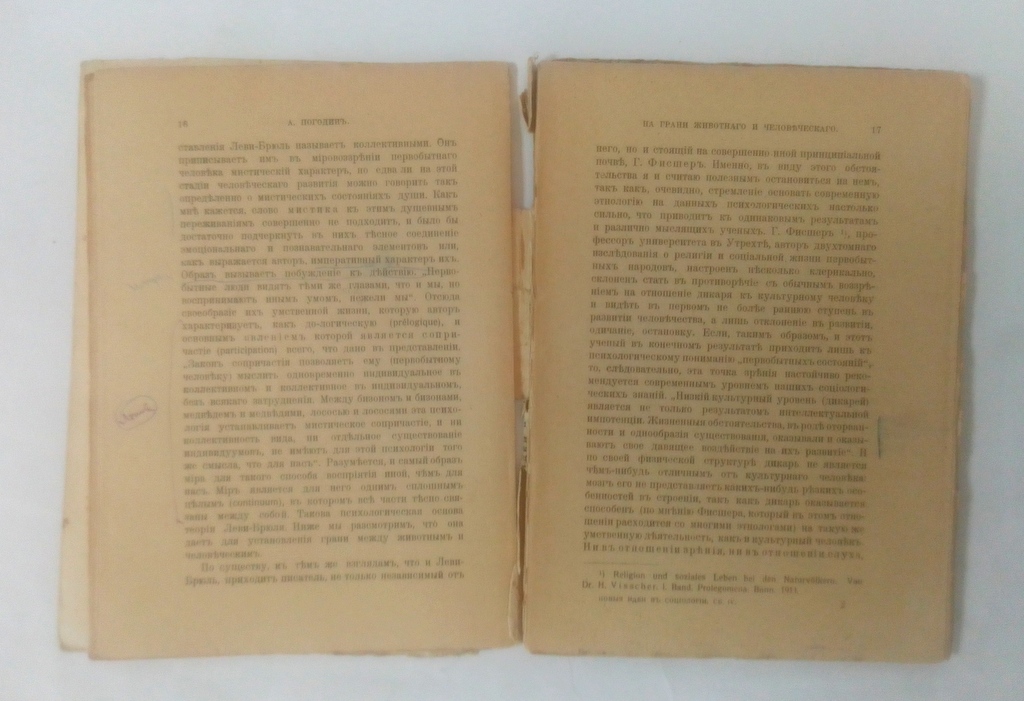 16
А. ПОГОДИНЪ.
ставленія Леви-Брюль называетъ коллективными. Онъ
приписываетъ имъ въ міровоззрѣніи первобытнаго
человѣка мистическій характеръ, но едва ли на этой
стадіи человѣческаго развитія можно говорить такъ
опредѣленно о мистическихъ состояніяхъ души. Какъ
мнѣ кажется, слово мистика къ этимъ душевнымъ
переживаніямъ совершенно не подходитъ, и было бы
достаточно подчеркнуть въ нихъ тѣсное соединеніе
эмоціональнаго и познавательнаго элементовъ или,
какъ выражается авторъ, императивный характеръ ихъ.
Образъ вызываетъ побужденіе къ дѣйствію. „Перво-
бытные люди видятъ тѣми же глазами, что и мы, но
воспринимаютъ инымъ умомъ, нежели мы“. Отсюда
своеобразіе ихъ умственной жизни, которую авторъ
характеризуетъ, какъ до-логическую (prélogique), и
основнымъ явленіемъ которой является сопри-
частіе (participation) всего, что дано въ представленіи.
„Законъ сопричастія позволяетъ ему (первобытному
человѣку) мыслить одновременно индивидуальное въ
коллективномъ и коллективное въ индивидуальномъ,
безъ всякаго затрудненія. Между бизономъ и бизонами,
медвѣдемъ и медвѣдями, лососью и лососями эта психо-
логія устанавливаетъ мистическое сопричастіе, и ни
коллективность вида, ни отдѣльное существованіе
индивидуумовъ, не имѣютъ для этой психологіи того
же смысла, что для насъ“. Разумѣется, и самый образъ
міра для такого способа воспріятія иной, чѣмъ для
насъ. Міръ является для него однимъ сплошнымъ
цѣлымъ (continuum), въ которомъ всѣ части тѣсно свя-
заны между собой. Такова психологическая основа
теоріи Леви-Брюля. Ниже мы разсмотримъ, что она
даетъ для установленія грани между животнымъ и
человѣческимъ.
По существу, къ тѣмъ же взглядамъ, что и Леви-
Брюль, приходитъ писатель, не только независимый отъ
НА ГРАНИ ЖИВОТНАГО И ЧЕЛОВѢЧЕСКАГО.
17
него, но и стоящій на совершенно иной принципіальной
почвѣ, Г. Фисшеръ. Именно, въ виду этого обстоя-
тельства я и считаю полезнымъ остановиться на немъ,
такъ какъ, очевидно, стремленіе основать современную
этнологію на данныхъ психологическихъ настолько
сильно, что приводитъ къ одинаковымъ результатамъ
и различно мыслящихъ ученыхъ. Г. Фисшеръ ¹), про-
фессоръ университета въ Утрехтѣ, авторъ двухтомнаго
изслѣдованія о религіи и соціальной жизни первобыт-
ныхъ народовъ, настроенъ нѣсколько клерикально,
склоненъ стать въ противорѣчіе съ обычнымъ воззрѣ-
ніемъ на отношеніе дикаря къ культурному человѣку
и видѣть въ первомъ не болѣе раннюю ступень въ
развитіи человѣчества, а лишь отклоненіе въ развитіи,
одичаніе, остановку. Если, такимъ образомъ, и этотъ
ученый въ конечномъ результатѣ приходитъ лишь къ
психологическому пониманію „первобытныхъ состояній“,
то, слѣдовательно, эта точка зрѣнія настойчиво реко-
мендуется современнымъ уровнемъ нашихъ соціологи-
ческихъ знаній. „Низкій культурный уровень (дикарей)
является не только результатомъ интеллектуальной
импотенціи. Жизненныя обстоятельства, въ родѣ оторван-
ности и однообразія существованія, оказывали и оказы-
ваютъ свое давящее воздѣйствіе на ихъ развитіе“. И
по своей физической структурѣ дикарь не является
чѣмъ-нибудь отличнымъ отъ культурнаго человѣка:
мозгъ его не представляетъ какихъ-нибудь рѣзкихъ осо-
бенностей въ строеніи, такъ какъ дикарь оказывается
способенъ (по мнѣнію Фисшера, который въ этомъ отно-
шеніи расходится со многими этнологами) на такую же
умственную дѣятельность, какъ и культурный человѣкъ.
Ни въ отношеніи зрѣнія, ни въ отношеніи слуха,
¹) Religion und soziales Leben bei den Naturvölkern. Von
Dr. H. Visscher. I. Band. Prolegomena. Bonn. 1911
НОВЫЯ ИДЕИ ВЪ СОЦІОЛОГІИ.
2